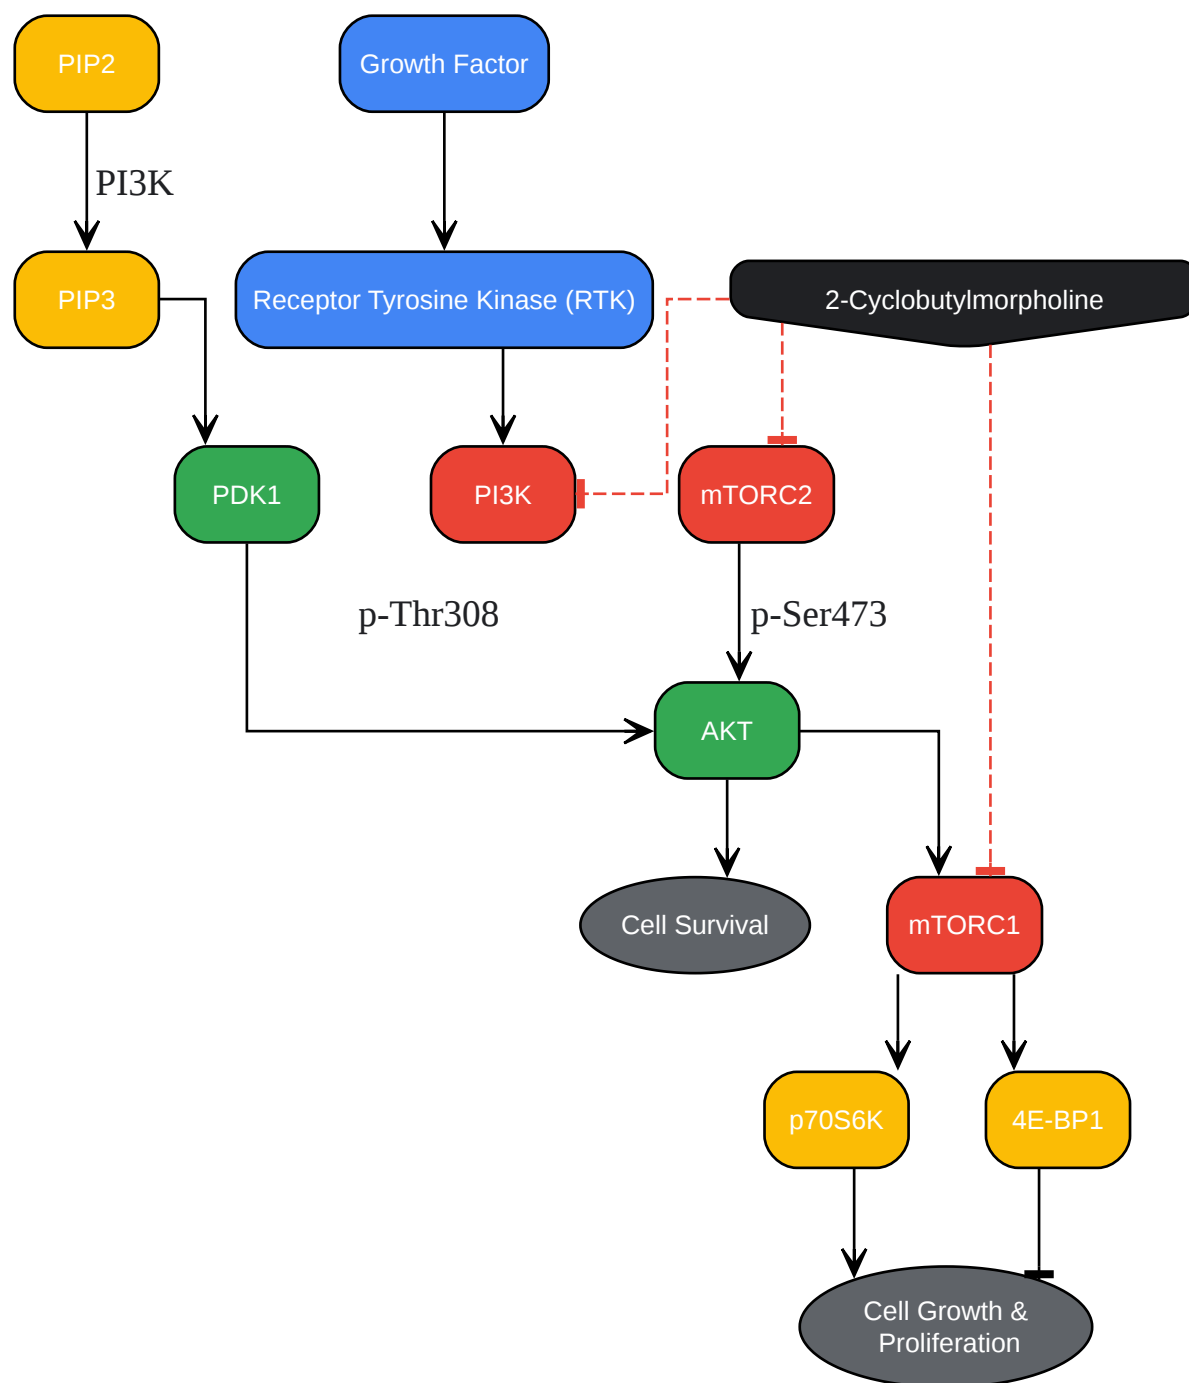 PIP2
Growth Factor
PI3K
PIP3
Receptor Tyrosine Kinase (RTK)
2-Cyclobutylmorpholine
PDK1
PI3K
mTORC2
p-Thr308
p-Ser473
AKT
Cell Survival
mTORC1
p70S6K
4E-BP1
Cell Growth &
Proliferation